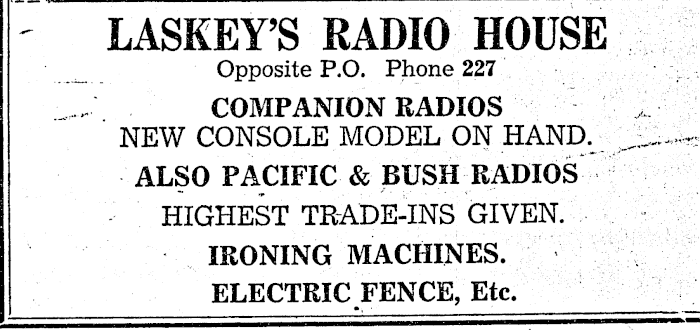 LASKEY'S RADIO HOUSE
Opposite P.O. Phone 227
COMPANION RADIOS
NEW CONSOLE MODEL ON HAND.
ALSO PACIFIC & BUSH RADIOS
HIGHEST TRADE-INS GIVEN.
IRONING MACHINES.
ELECTRIC FENCE, Etc.